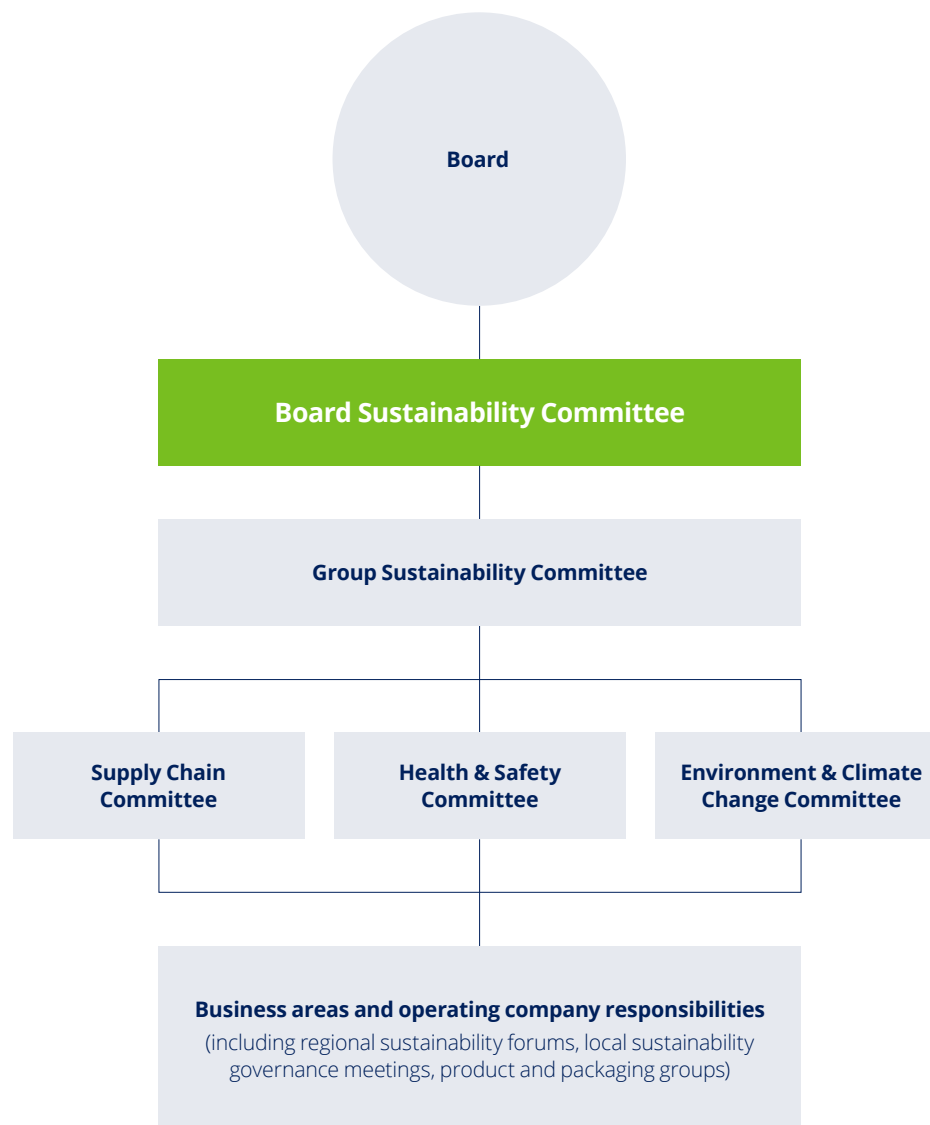 Board
Board Sustainability Committee
Group Sustainability Committee
Supply Chain
Committee
Health & Safety
Committee
Environment & Climate
Change Committee
Business areas and operating company responsibilities
(including regional sustainability forums, local sustainability
governance meetings, product and packaging groups)